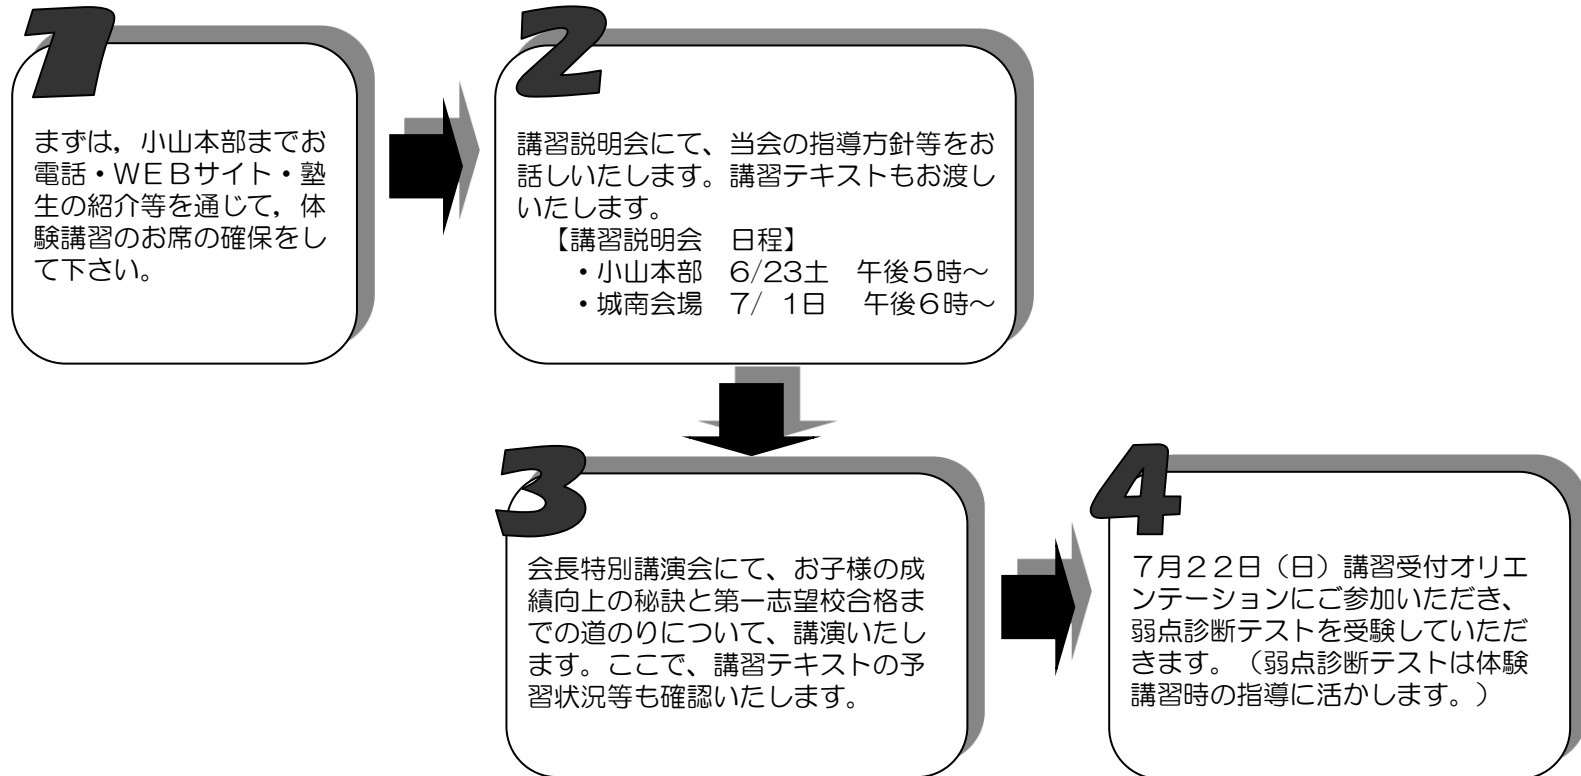 1
まずは，小山本部までお
電話・ＷＥＢサイト・塾
生の紹介等を通じて，体
験講習のお席の確保をし
て下さい。
2
講習説明会にて、当会の指導方針等をお
話しいたします。講習テキストもお渡し
いたします。
【講習説明会　日程】
・小山本部　6/23土　午後５時～
・城南会場　7/ 1日　午後６時～
3
会長特別講演会にて、お子様の成
績向上の秘訣と第一志望校合格ま
での道のりについて、講演いたし
ます。ここで、講習テキストの予
習状況等も確認いたします。
4
７月２２日（日）講習受付オリエ
ンテーションにご参加いただき、
弱点診断テストを受験していただ
きます。（弱点診断テストは体験
講習時の指導に活かします。）